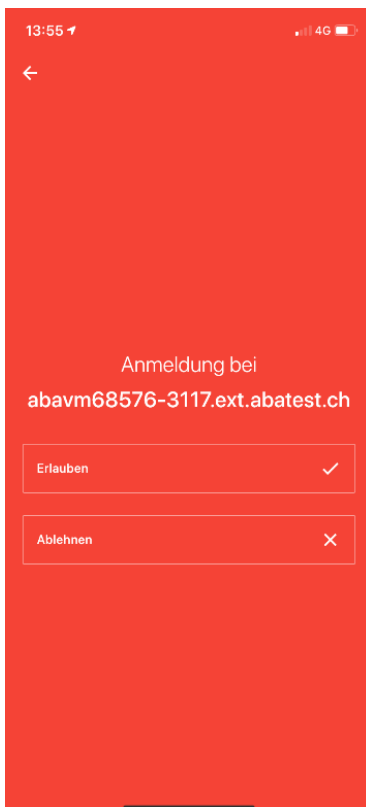 13:55
4G
Anmeldung bei
abavm68576-3117.ext.abatest.ch
Erlauben
Ablehnen